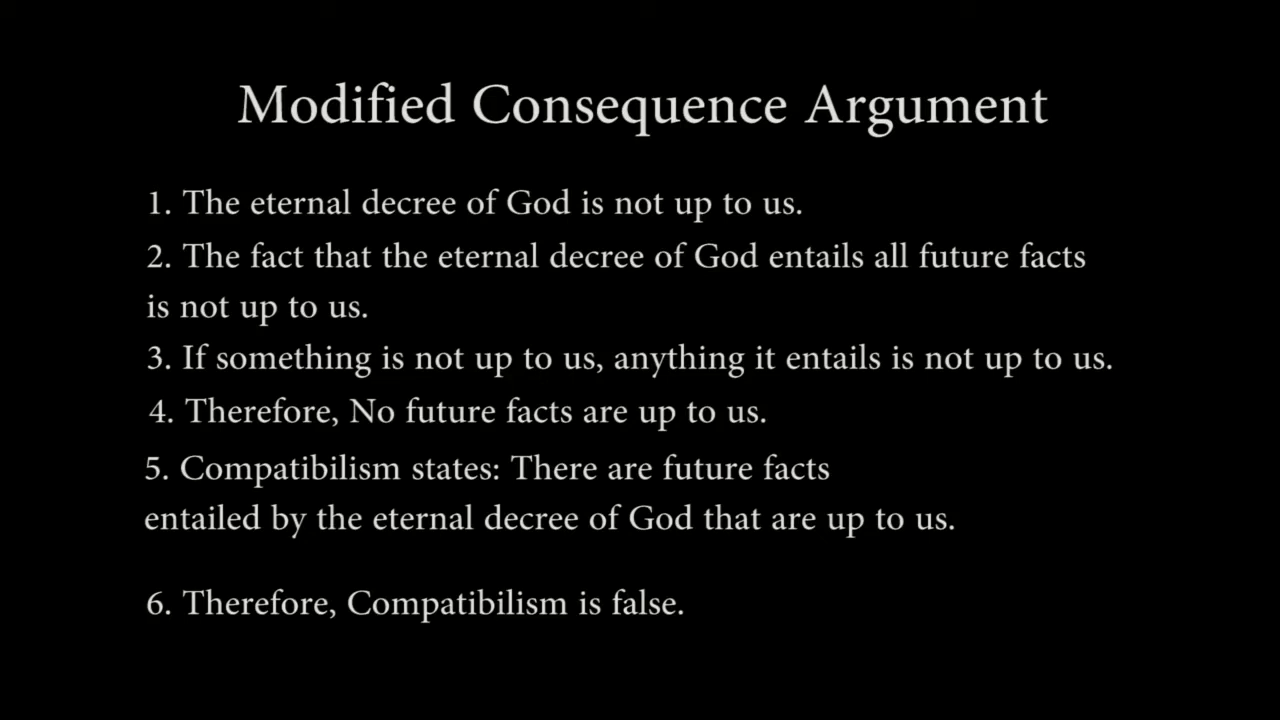 Modified Consequence Argument
1. The eternal decree of God is not up to us.
2. The fact that the eternal decree of God entails all future facts
is not up to us.
3. If something is not up to us, anything it entails is not up to us.
4. Therefore, No future facts are up to us.
5. Compatibilism states: There are future facts
entailed by the eternal decree of God that are up to us.
6. Therefore, Compatibilism is false.